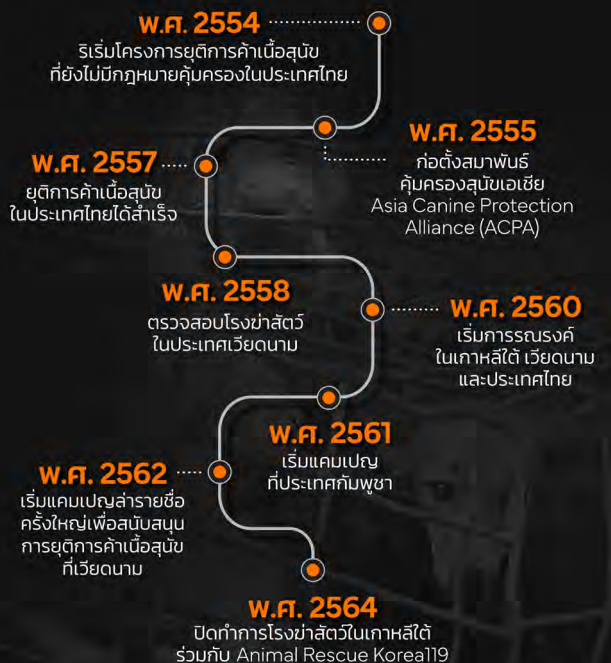 พ.ศ. 2554
ริเริ่มโครงการยุติการค้าเนื้อสุนัข
ที่ยังไม่มีกฎหมายคุ้มครองในประเทศไทย
พ.ศ. 2555
ก่อตั้งสมาพันธ์
คุ้มครองสุนัขเอเชีย
Asia Canine Protection
Alliance (ACPA)
พ.ศ. 2557
ยุติการค้าเนื้อสุนัข
ในประเทศไทยได้สำเร็จ
พ.ศ. 2558
ตรวจสอบโรงฆ่าสัตว์
ในประเทศเวียดนาม
พ.ศ. 2560
เริ่มการรณรงค์
ในเกาหลีใต้ เวียดนาม
และประเทศไทย
พ.ศ. 2561
เริ่มแคมเปญ
ที่ประเทศกัมพูชา
พ.ศ. 2562
เริ่มแคมเปญล่ารายชื่อ
ครั้งใหญ่เพื่อสนับสนุน
การยุติการค้าเนื้อสุนัข
ที่เวียดนาม
พ.ศ. 2564
ปิดทำการโรงฆ่าสัตว์ในเกาหลีใต้
ร่วมกับ Animal Rescue Korea119